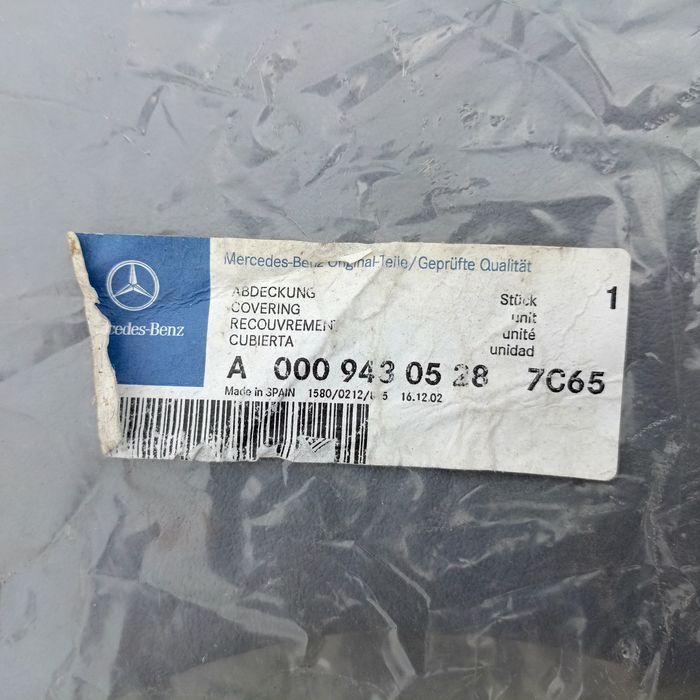 Mercedes-Benz Original-Teile/Geprüfte Qualität
ABDECKUNG
COVERING
RECOUVREMENT
CUBIERTA
Stück 1
unit
unité
unidad
cedes-Benz
A 000 943 05 28 7C65
Made in SPAIN 16.12.02